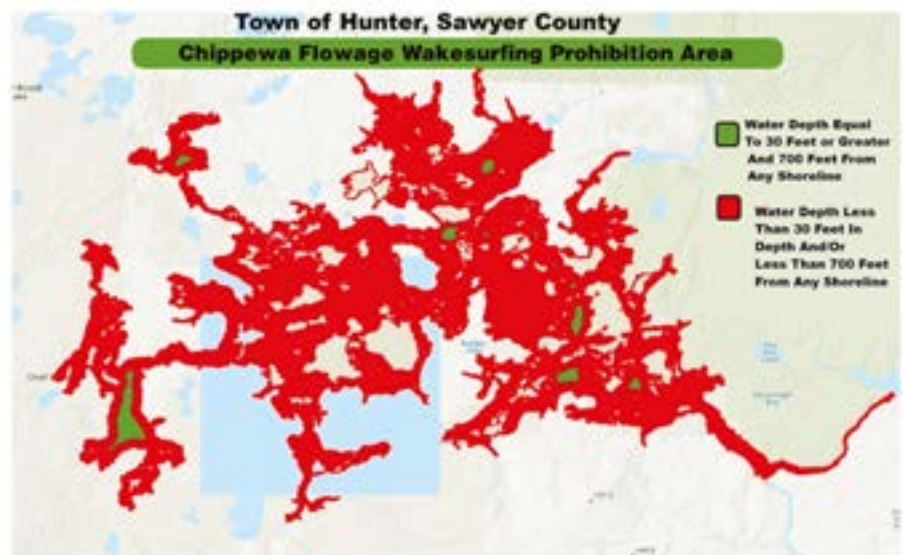 Town of Hunter, Sawyer County
Chippewa Flowage Wakesurfing Prohibition Area
Water Depth Equal
To 30 Feet or Greater
And 700 Feet From
Any Shoreline
Water Depth Less
Than 30 Feet In
Depth And/Or
Less Than 700 Feet
From Any Shoreline